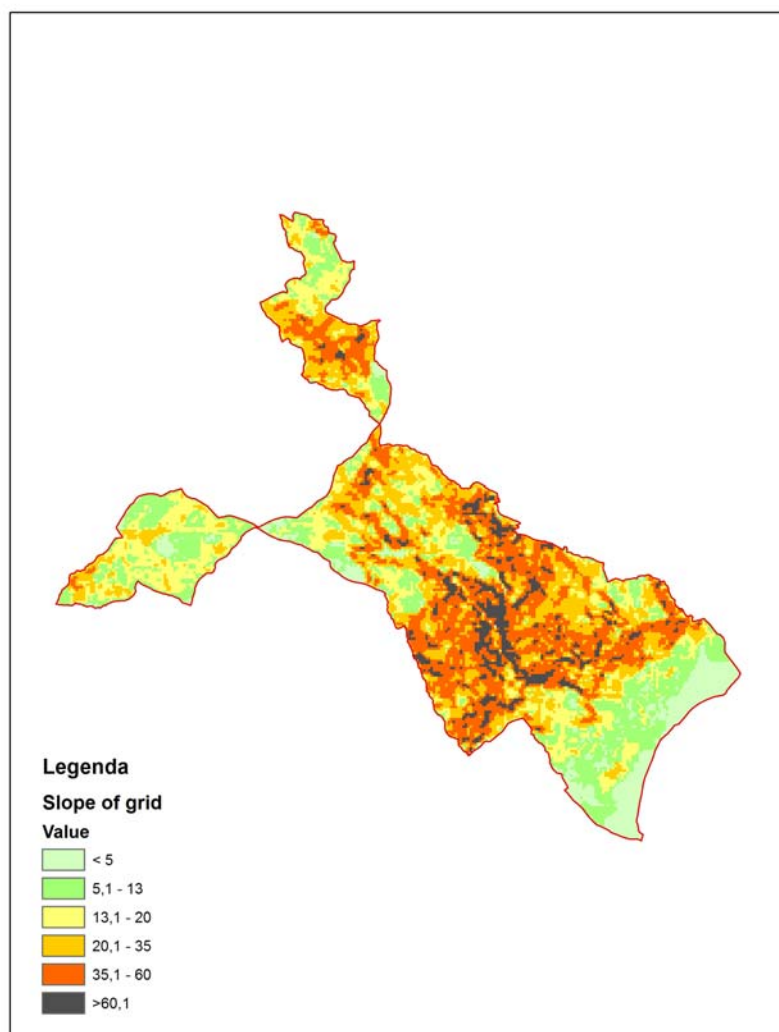 Legenda
Slope of grid
Value
< 5
5,1 - 13
13,1 - 20
20,1 - 35
35,1 - 60
>60,1